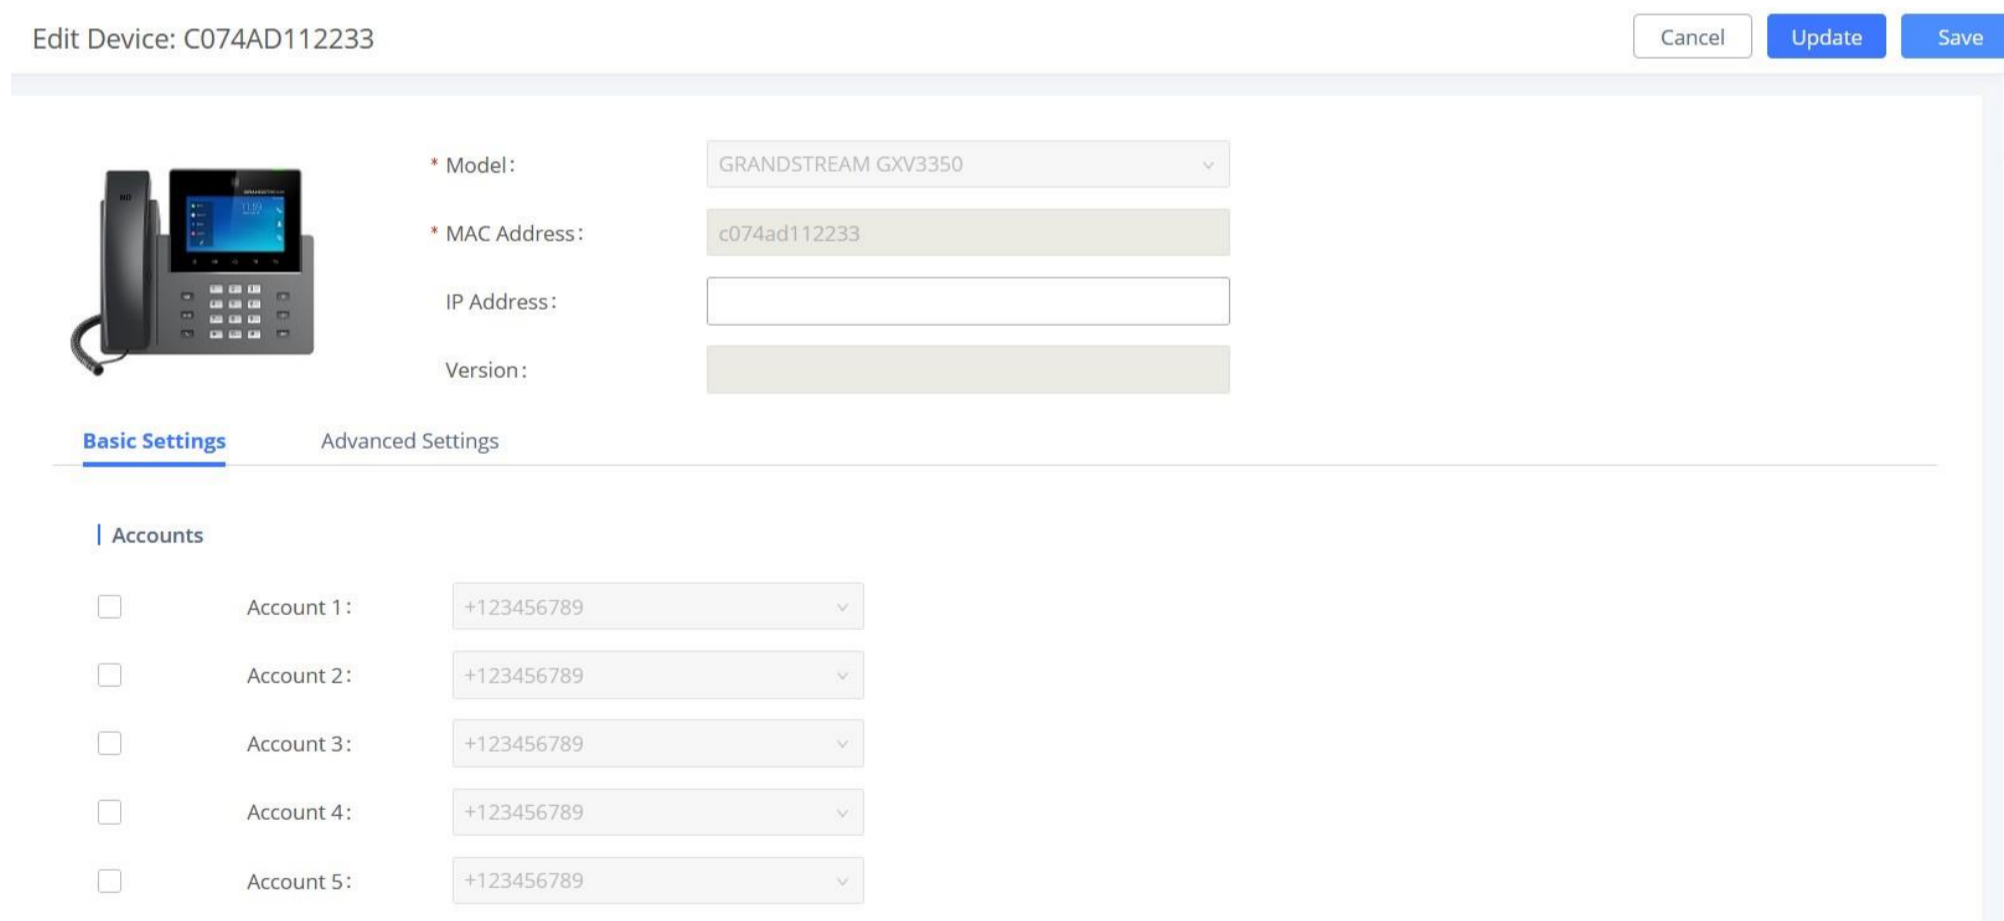 Edit Device: C074AD112233
Cancel
Update
Save
* Model:
GRANDSTREAM GXV3350
* MAC Address:
c074ad112233
IP Address:
Version:
Basic Settings
Advanced Settings
Accounts
Account 1:
+123456789
Account 2:
+123456789
Account 3:
+123456789
Account 4:
+123456789
Account 5:
+123456789